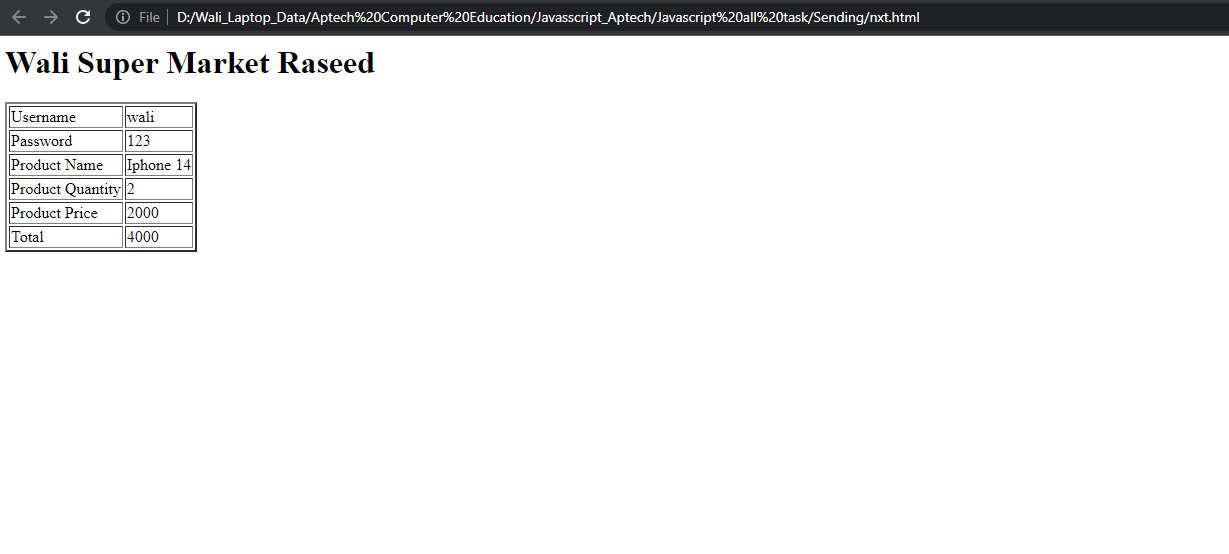 File D:/Wali_Laptop_Data/Aptech%20Computer%20Education/Javasscript_Aptech/Javascript%20all%20task/Sending/nxt.html
Wali Super Market Raseed
Username wali
Password 123
Product Name Iphone 14
Product Quantity 2
Product Price 2000
Total 4000